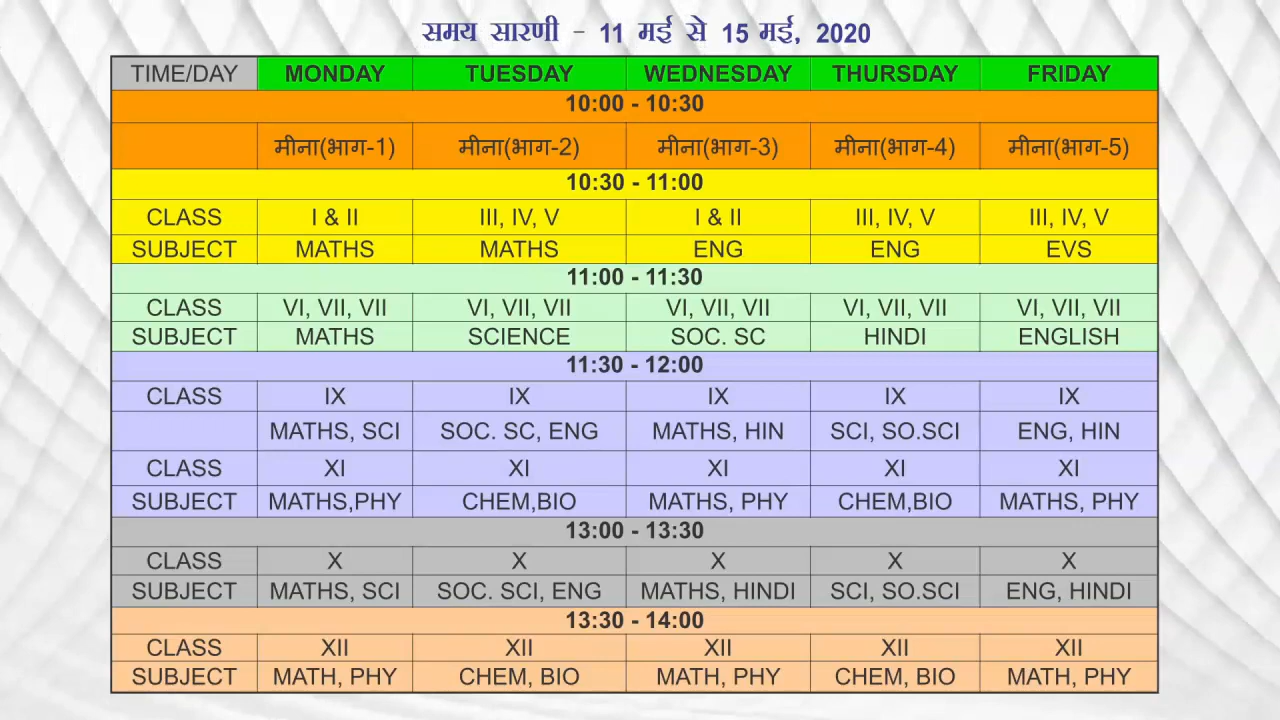 समय सारणी - 11 मई से 15 मई, 2020
TIME/DAY MONDAY TUESDAY WEDNESDAY THURSDAY FRIDAY
10:00 - 10:30
मीना(भाग-1) मीना(भाग-2) मीना(भाग-3) मीना(भाग-4) मीना(भाग-5)
10:30 - 11:00
CLASS I & II III, IV, V I & II III, IV, V III, IV, V
SUBJECT MATHS MATHS ENG ENG EVS
11:00 - 11:30
CLASS VI, VII, VII VI, VII, VII VI, VII, VII VI, VII, VII VI, VII, VII
SUBJECT MATHS SCIENCE SOC. SC HINDI ENGLISH
11:30 - 12:00
CLASS IX IX IX IX IX
MATHS, SCI SOC. SC, ENG MATHS, HIN SCI, SO.SCI ENG, HIN
CLASS XI XI XI XI XI
SUBJECT MATHS,PHY CHEM,BIO MATHS, PHY CHEM,BIO MATHS, PHY
13:00 - 13:30
CLASS X X X X X
SUBJECT MATHS, SCI SOC. SCI, ENG MATHS, HINDI SCI, SO.SCI ENG, HINDI
13:30 - 14:00
CLASS XII XII XII XII XII
SUBJECT MATH, PHY CHEM, BIO MATH, PHY CHEM, BIO MATH, PHY